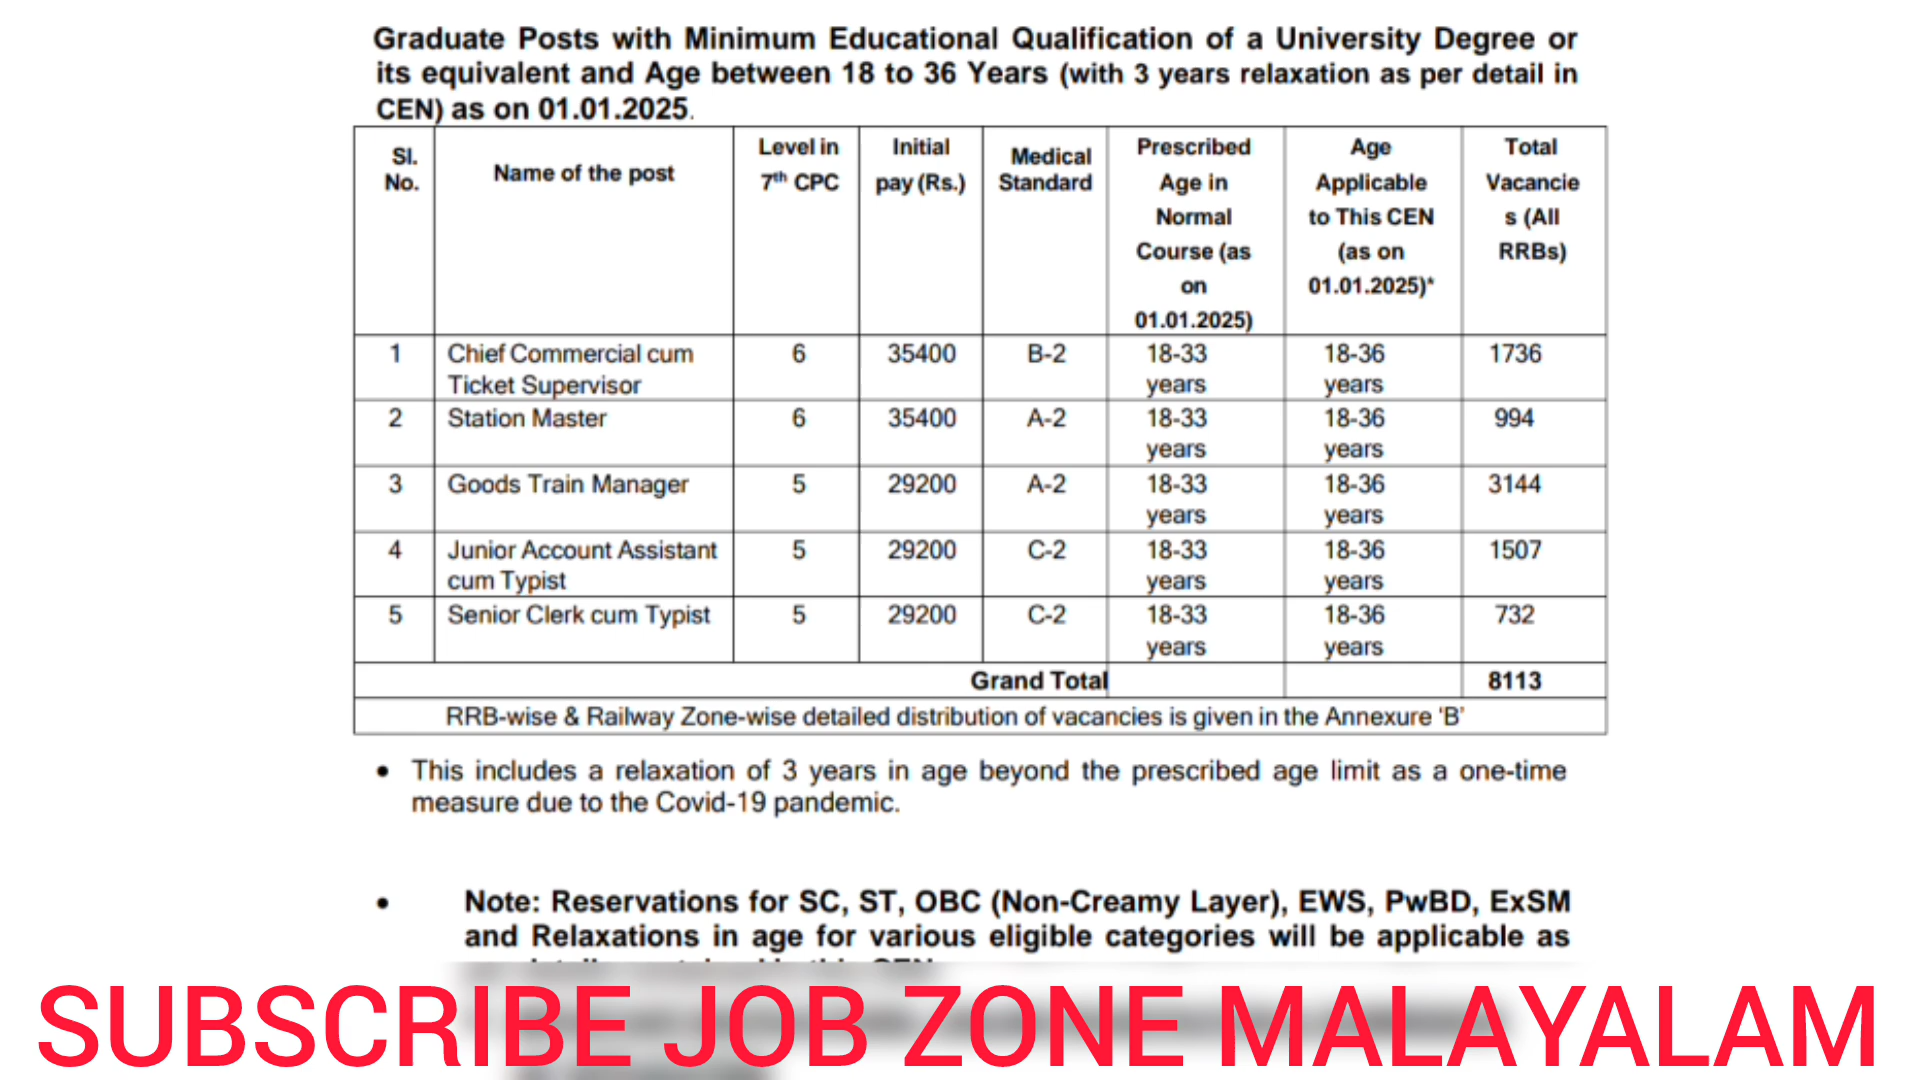 Graduate Posts with Minimum Educational Qualification of a University Degree or
its equivalent and Age between 18 to 36 Years (with 3 years relaxation as per detail in
CEN) as on 01.01.2025.
Sl. No. Name of the post Level in 7th CPC Initial pay (Rs.) Medical Standard Prescribed Age in Normal Course (as on 01.01.2025) Age Applicable to This CEN (as on 01.01.2025)* Total Vacancie s (All RRBs)
1 Chief Commercial cum Ticket Supervisor 6 35400 B-2 18-33 years 18-36 years 1736
2 Station Master 6 35400 A-2 18-33 years 18-36 years 994
3 Goods Train Manager 5 29200 A-2 18-33 years 18-36 years 3144
4 Junior Account Assistant cum Typist 5 29200 C-2 18-33 years 18-36 years 1507
5 Senior Clerk cum Typist 5 29200 C-2 18-33 years 18-36 years 732
Grand Total 8113
RRB-wise & Railway Zone-wise detailed distribution of vacancies is given in the Annexure 'B'
• This includes a relaxation of 3 years in age beyond the prescribed age limit as a one-time
measure due to the Covid-19 pandemic.
• Note: Reservations for SC, ST, OBC (Non-Creamy Layer), EWS, PwBD, ExSM
and Relaxations in age for various eligible categories will be applicable as
SUBSCRIBE JOB ZONE MALAYALAM